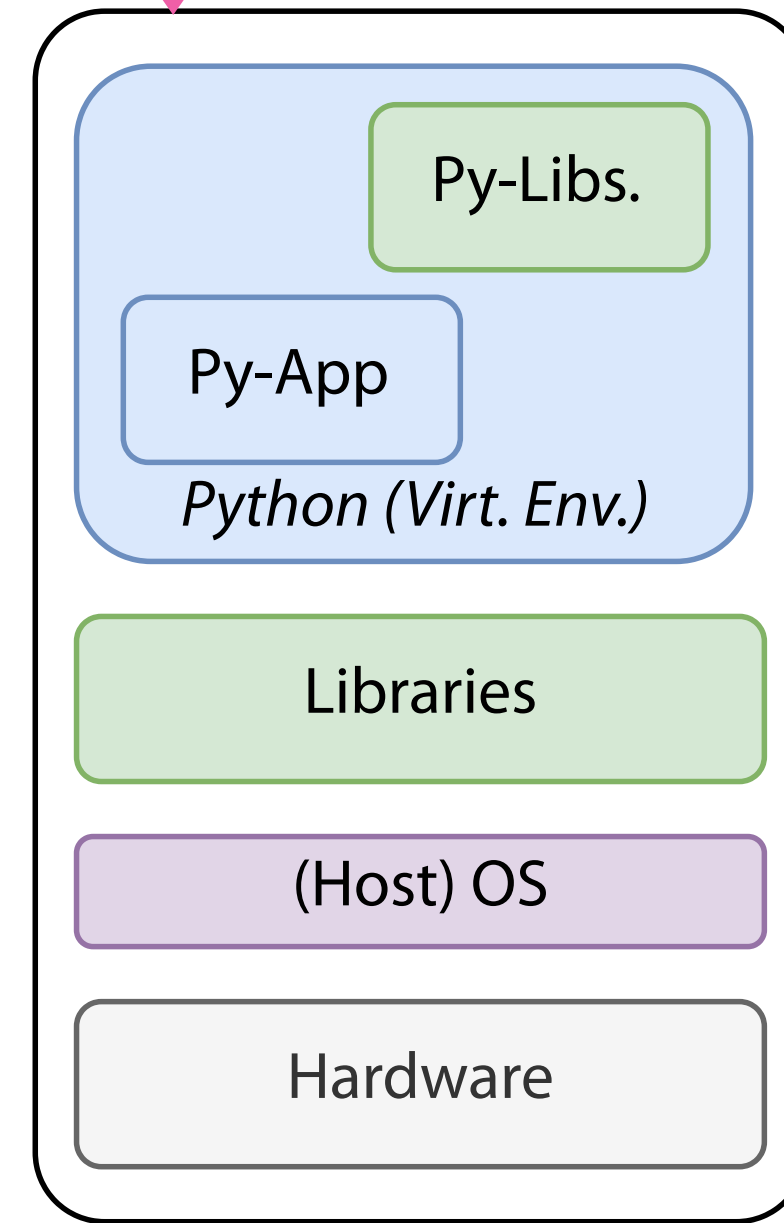 Py-Libs.
Py-App
Python (Virt. Env.)
Libraries
(Host) OS
Hardware